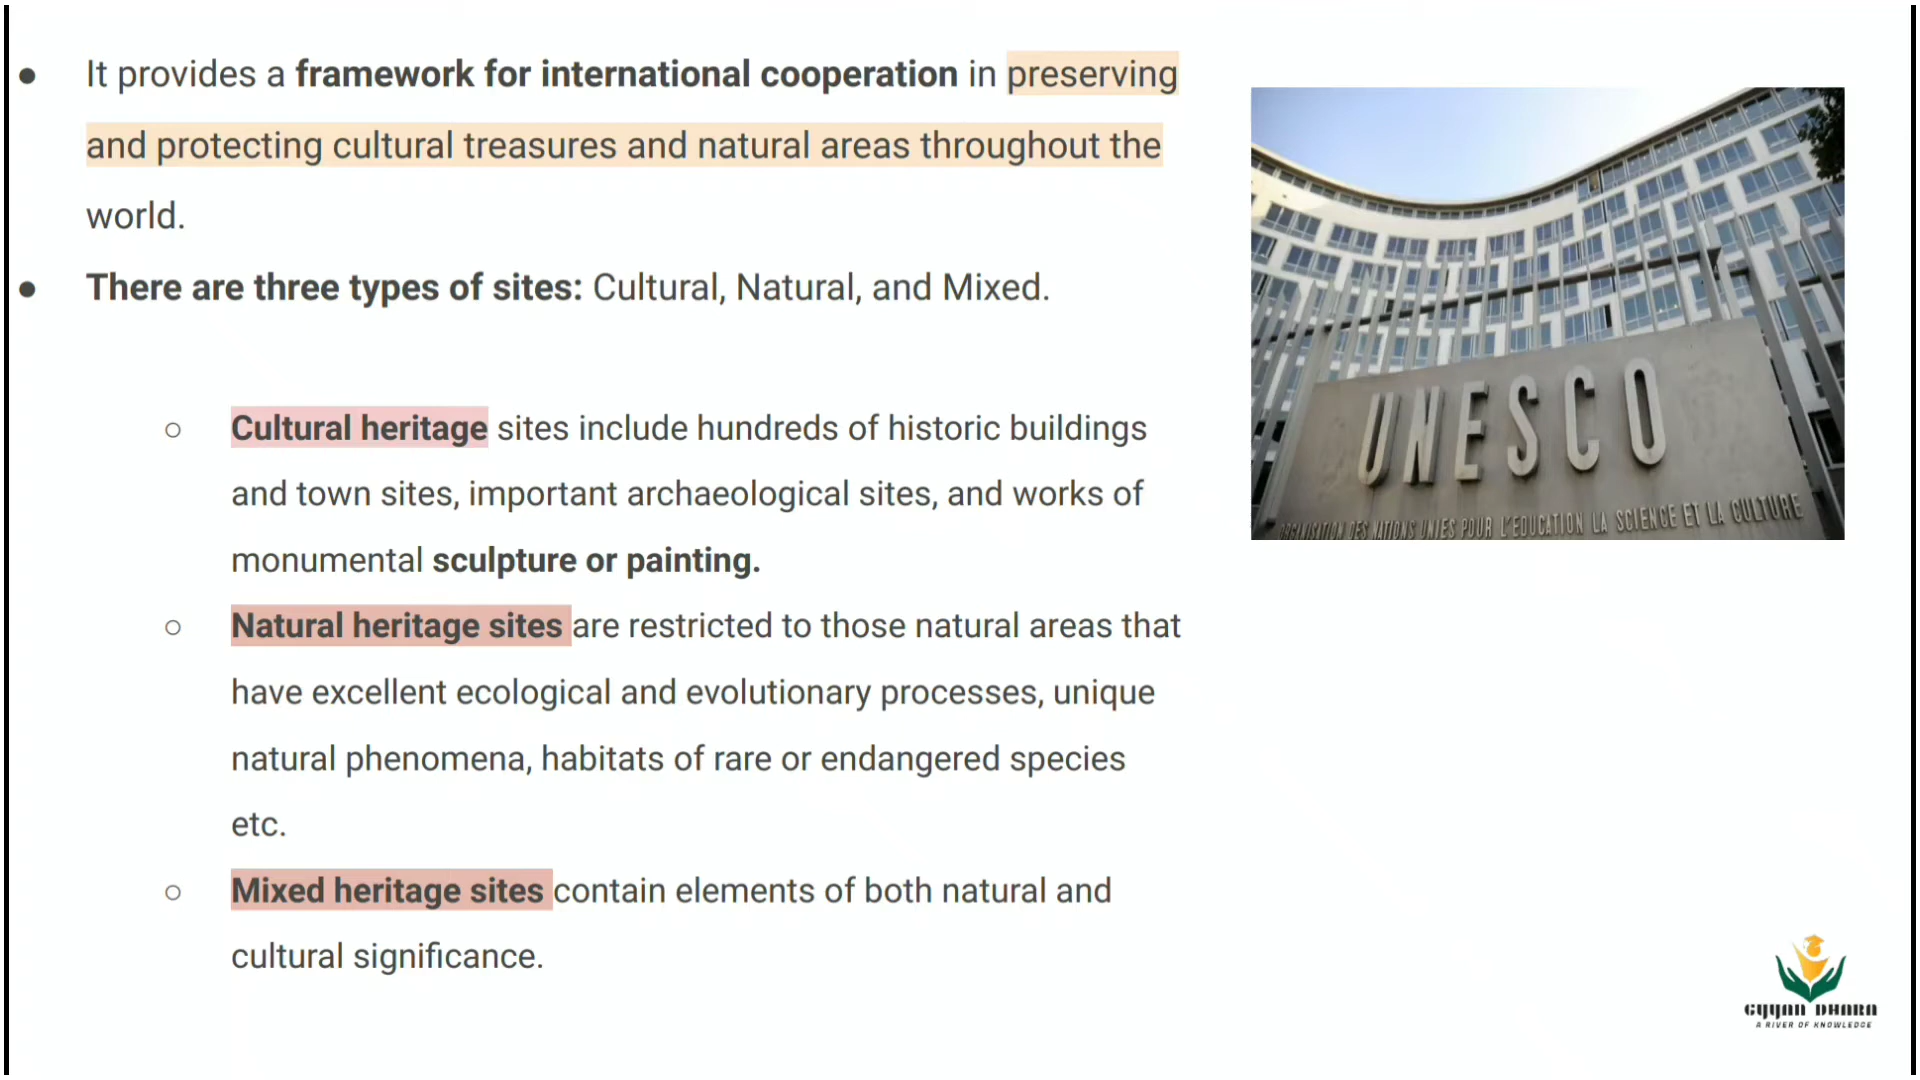 ● It provides a framework for international cooperation in preserving
and protecting cultural treasures and natural areas throughout the
world.
● There are three types of sites: Cultural, Natural, and Mixed.
○ Cultural heritage sites include hundreds of historic buildings
and town sites, important archaeological sites, and works of
monumental sculpture or painting.
○ Natural heritage sites are restricted to those natural areas that
have excellent ecological and evolutionary processes, unique
natural phenomena, habitats of rare or endangered species
etc.
○ Mixed heritage sites contain elements of both natural and
cultural significance.
UNESCO
ORGANISATION DES NATIONS UNIES POUR L'EDUCATION LA SCIENCE ET LA CULTURE
GYYAN DHARA
A RIVER OF KNOWLEDGE